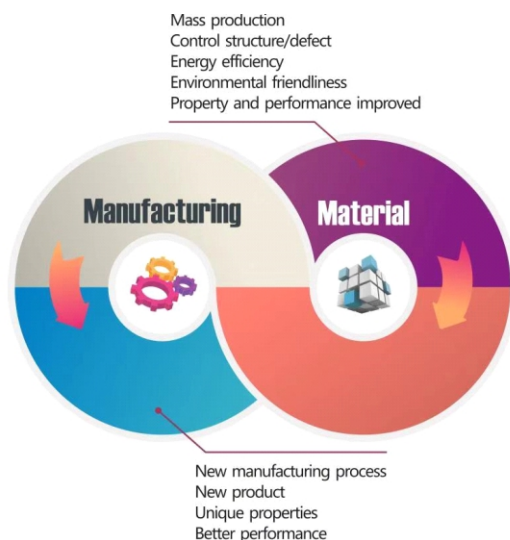 Mass production
Control structure/defect
Energy efficiency
Environmental friendliness
Property and performance improved
Manufacturing
Material
New manufacturing process
New product
Unique properties
Better performance